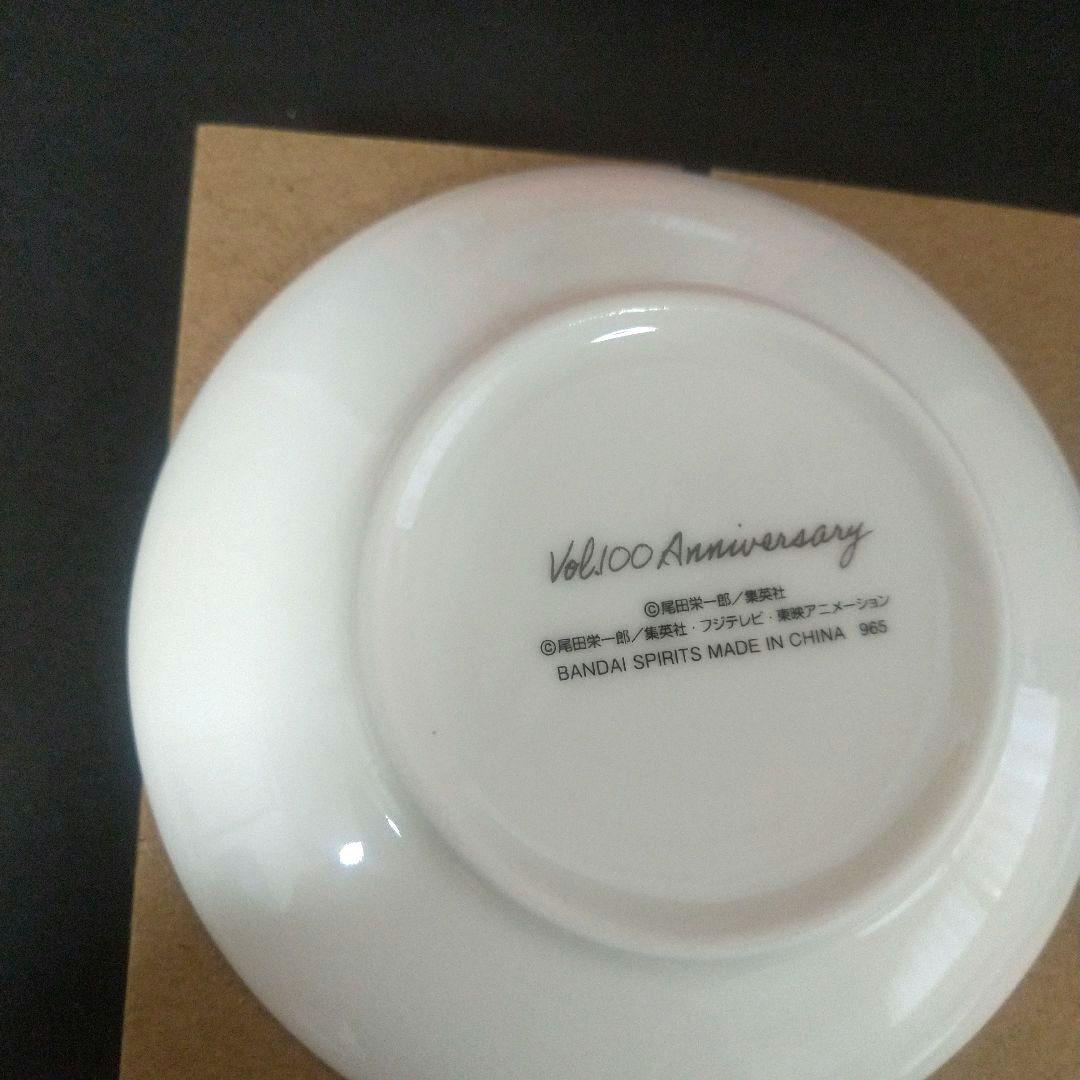 Vol.100 Anniversary
©尾田栄一郎／集英社
©尾田栄一郎／集英社・フジテレビ・東映アニメーション
BANDAI SPIRITS MADE IN CHINA 965